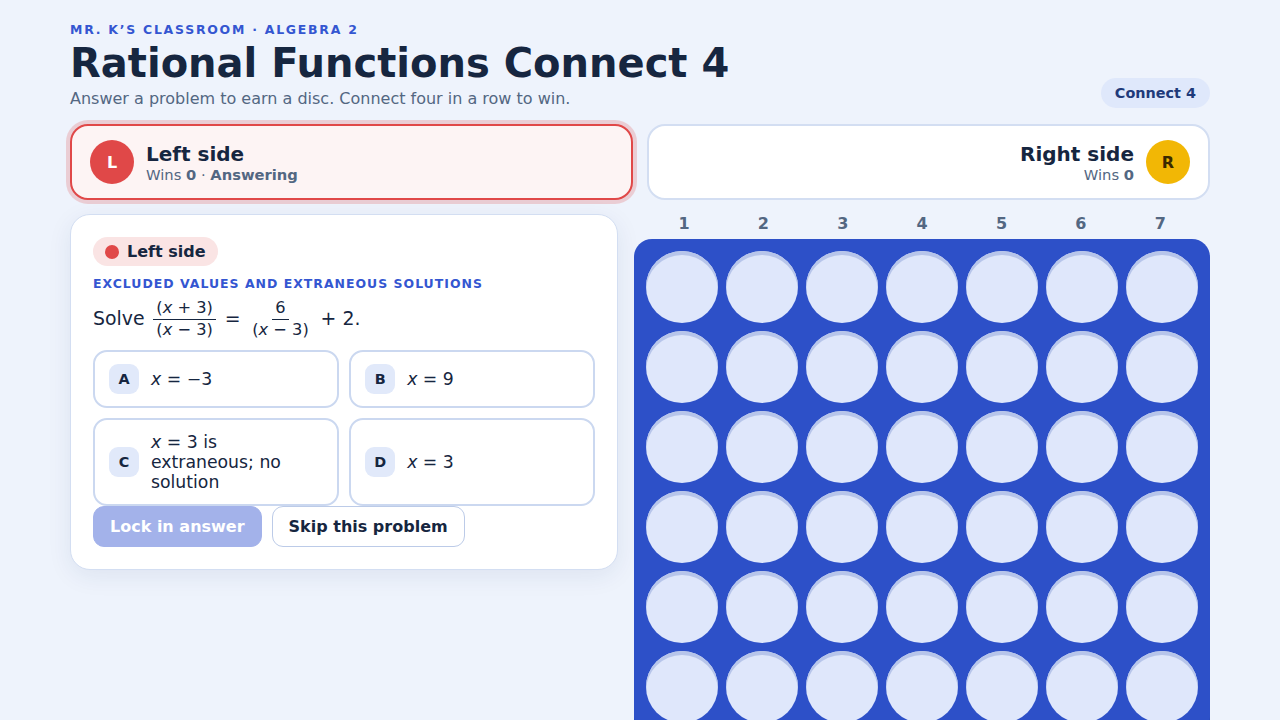 MR. K’S CLASSROOM · ALGEBRA 2
Rational Functions Connect 4
Answer a problem to earn a disc. Connect four in a row to win.
Connect 4
L
Left side
Wins 0 · Answering
Right side
Wins 0
R
Left side
EXCLUDED VALUES AND EXTRANEOUS SOLUTIONS
Solve (x + 3)/(x − 3) = 6/(x − 3) + 2.
A x = −3
B x = 9
C x = 3 is
extraneous; no
solution
D x = 3
Lock in answer
Skip this problem
1 2 3 4 5 6 7